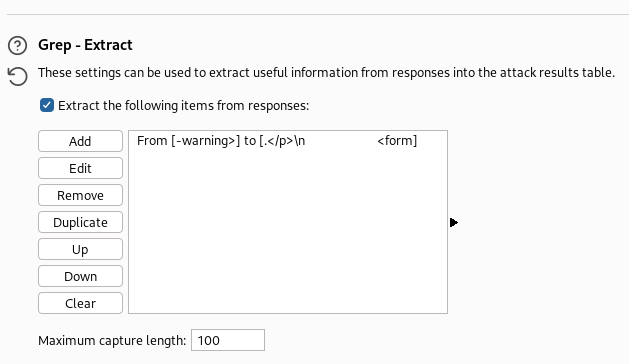 Grep - Extract
These settings can be used to extract useful information from responses into the attack results table.
Extract the following items from responses:
Add
From [-warning>] to [.</p>\n                    <form]
Edit
Remove
Duplicate
Up
Down
Clear
Maximum capture length: 100